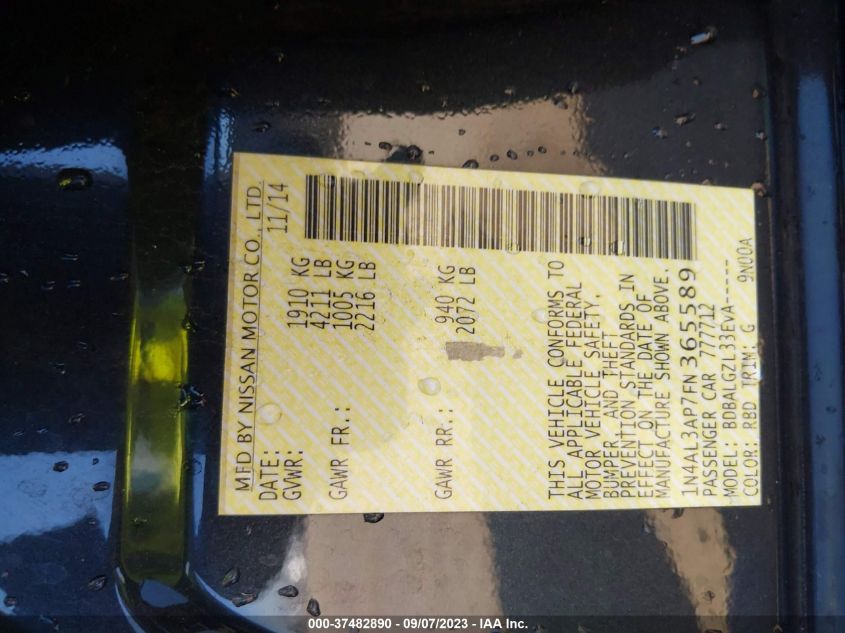 MFD BY NISSAN MOTOR CO., LTD.
DATE: 11/14
GVWR: 1910 KG
4211 LB
GAWR FR.: 1005 KG
2216 LB
GAWR RR.: 940 KG
2072 LB
THIS VEHICLE CONFORMS TO
ALL APPLICABLE FEDERAL
MOTOR VEHICLE SAFETY,
BUMPER, AND THEFT
PREVENTION STANDARDS IN
EFFECT ON THE DATE OF
MANUFACTURE SHOWN ABOVE.
1N4AL3AP7FN365589
PASSENGER CAR 777712
MODEL: BDBALGZL33EVA-----
COLOR: RBD TRIM: G 9N00A
000-37482890 - 09/07/2023 - IAA Inc.